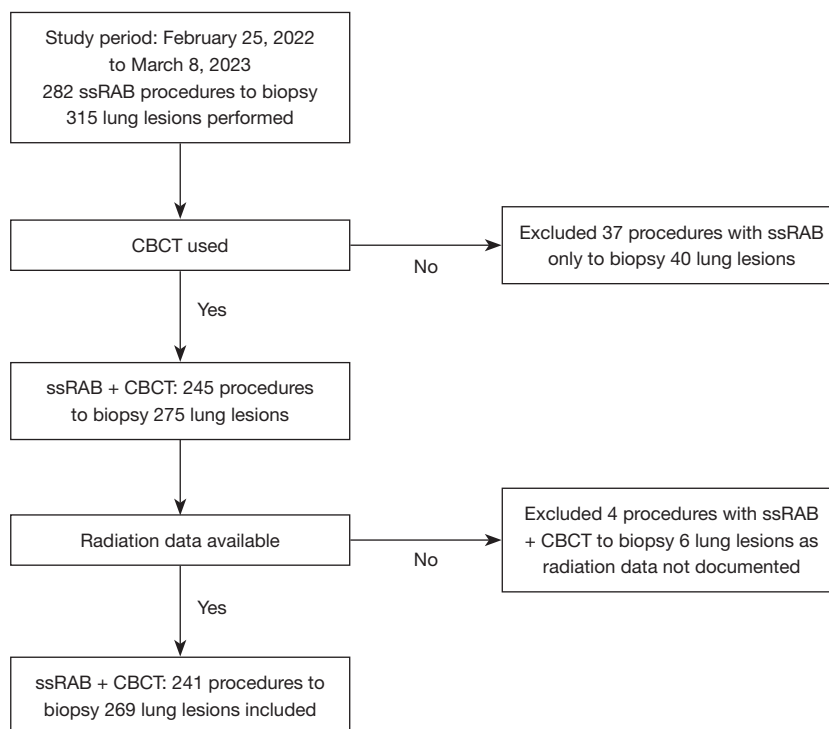 Study period: February 25, 2022
to March 8, 2023
282 ssRAB procedures to biopsy
315 lung lesions performed
CBCT used
No
Excluded 37 procedures with ssRAB
only to biopsy 40 lung lesions
Yes
ssRAB + CBCT: 245 procedures
to biopsy 275 lung lesions
Radiation data available
No
Excluded 4 procedures with ssRAB
+ CBCT to biopsy 6 lung lesions as
radiation data not documented
Yes
ssRAB + CBCT: 241 procedures to
biopsy 269 lung lesions included